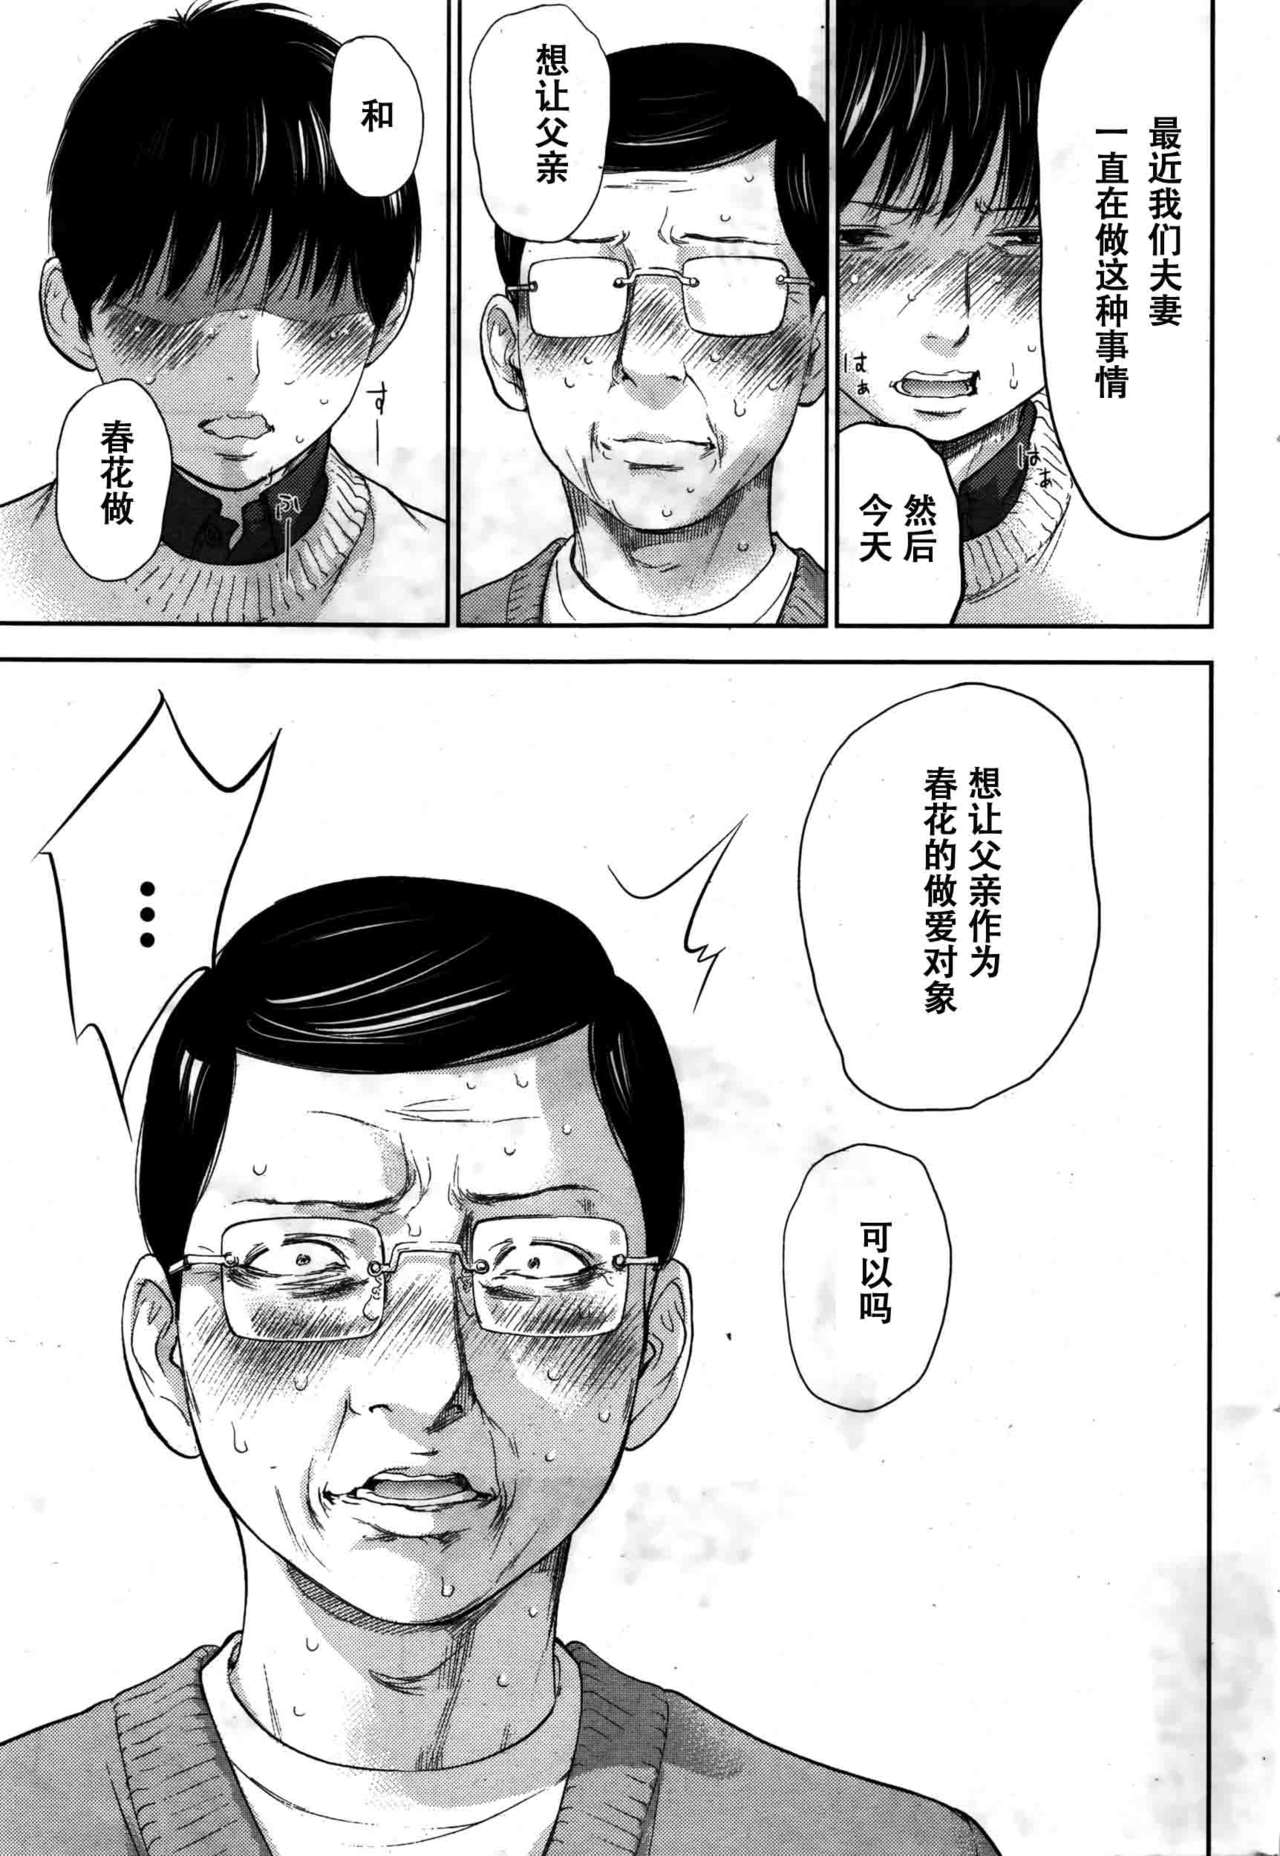 最近我们夫妻
一直在做这种事情
はぁ
はぁ
然后
今天
想让父亲
和
すー
ふー
春花做
想让父亲作为
春花的做爱对象
可以吗
…